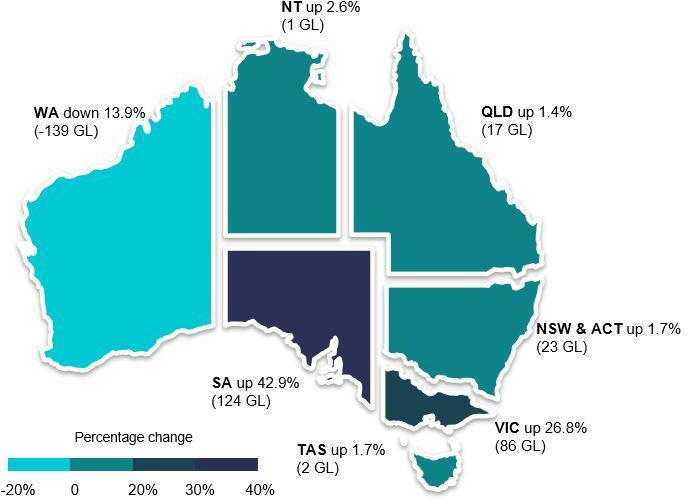 NT up 2.6%
(1 GL)
WA down 13.9%
(-139 GL)
QLD up 1.4%
(17 GL)
NSW & ACT up 1.7%
(23 GL)
SA up 42.9%
(124 GL)
VIC up 26.8%
(86 GL)
TAS up 1.7%
(2 GL)
Percentage change
-20% 0 20% 30% 40%